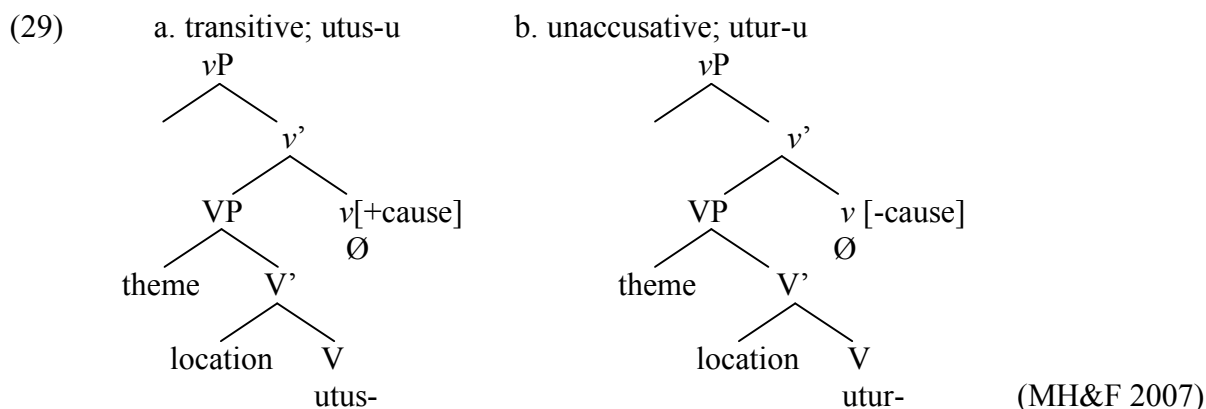 (29) a. transitive; utus-u b. unaccusative; utur-u
vP vP
v’ v’
VP v[+cause] VP v [-cause]
Ø Ø
theme V’ theme V’
location V location V
utus- utur- (MH&F 2007)